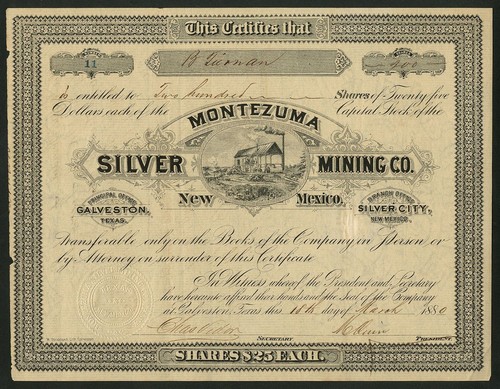 This Certifies that
11
200
is entitled to Two hundred Shares of Twenty five
Dollars each of the Capital Stock of the
MONTEZUMA
SILVER MINING CO.
New Mexico.
PRINCIPAL OFFICE
GALVESTON,
TEXAS.
BRANCH OFFICE
SILVER CITY,
NEW MEXICO.
transferable only on the Books of the Company in Person or
by Attorney on surrender of this Certificate
In Witness whereof the President and Secretary
have hereunto affixed their hands and the Seal of the Company
at Galveston, Texas this 16th day of March 1880
SECRETARY
PRESIDENT
SHARES $25 EACH.